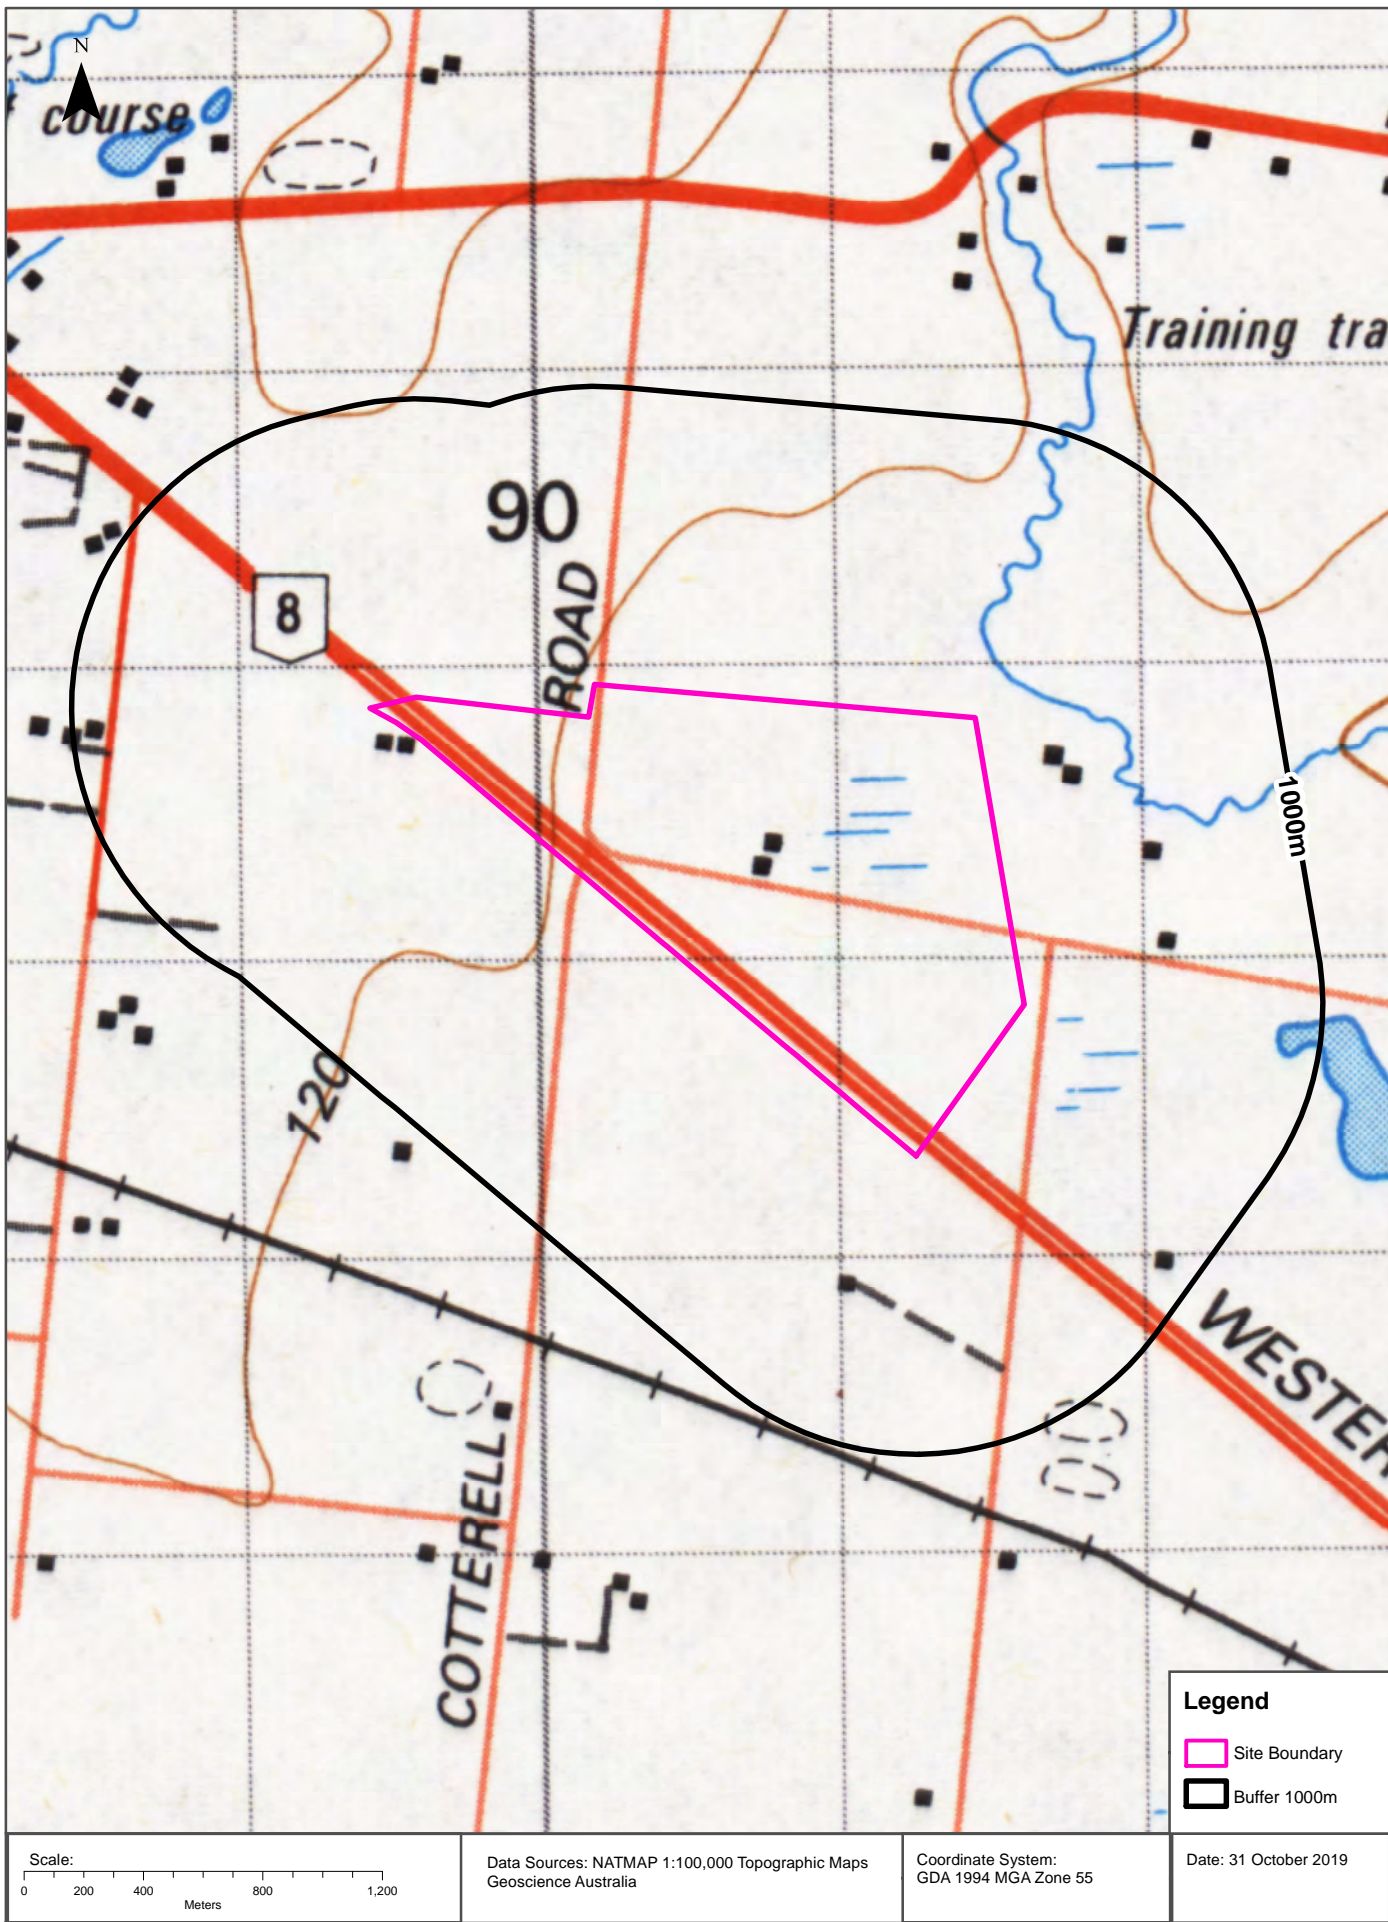 N
course
Training tra
90
ROAD
8
1000m
120
WESTER
COTTERELL
Legend
Site Boundary
Buffer 1000m
Scale:
0 200 400 800 1,200
Meters
Data Sources: NATMAP 1:100,000 Topographic Maps
Geoscience Australia
Coordinate System:
GDA 1994 MGA Zone 55
Date: 31 October 2019